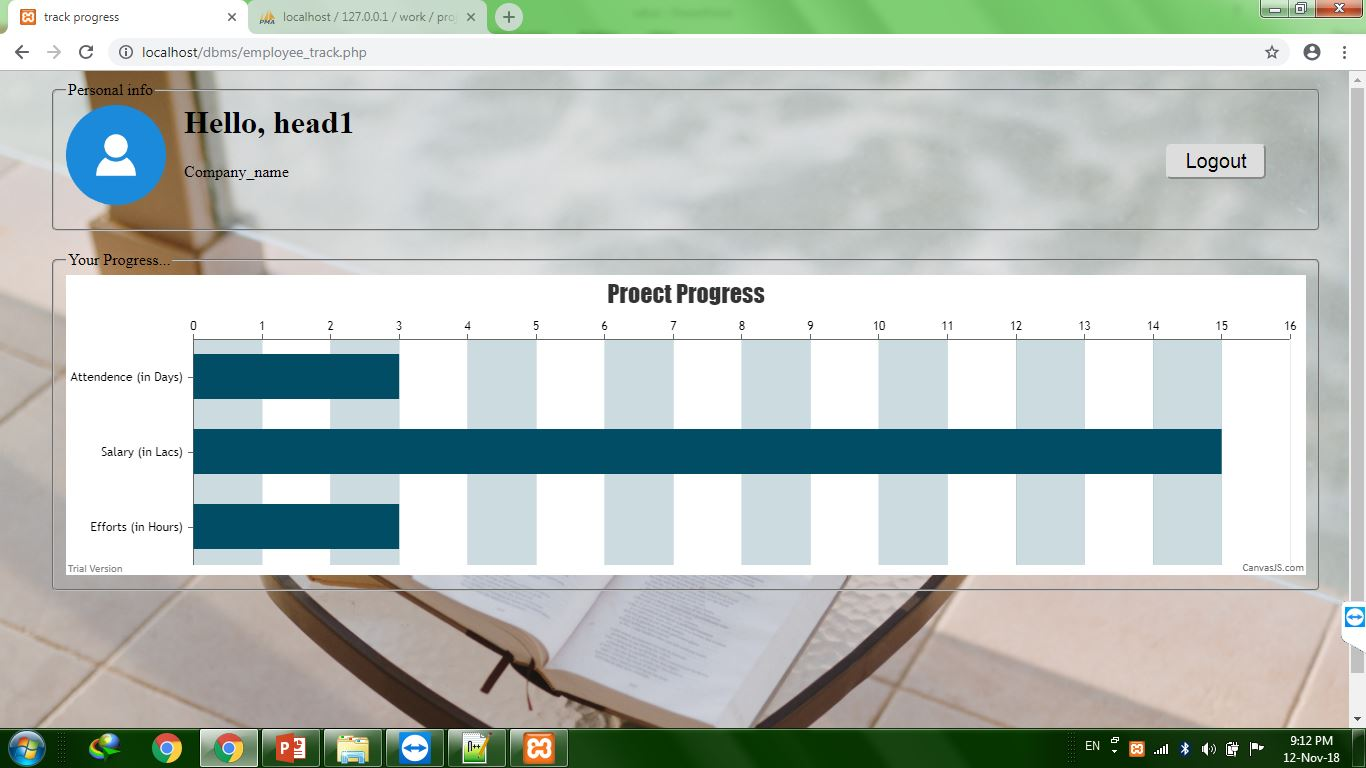 track progress
localhost / 127.0.0.1 / work / pro
localhost/dbms/employee_track.php
Personal info
Hello, head1
Company_name
Logout
Your Progress...
Proect Progress
0 1 2 3 4 5 6 7 8 9 10 11 12 13 14 15 16
Attendence (in Days)
Salary (in Lacs)
Efforts (in Hours)
Trial Version
CanvasJS.com
EN
9:12 PM
12-Nov-18